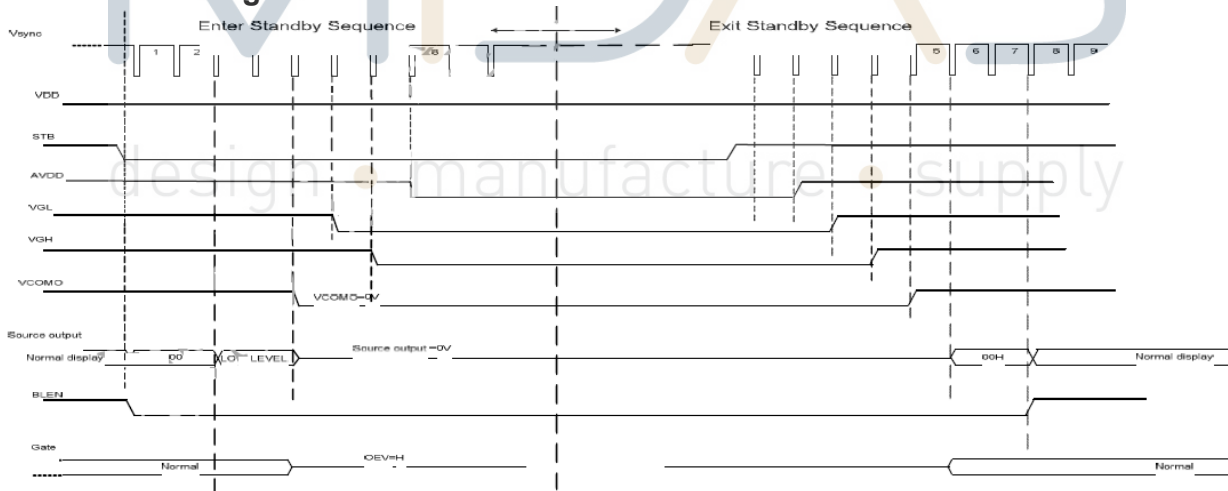 Enter Standby Sequence
Exit Standby Sequence
Vsync
1 2 8 5 6 7 8 9
VDD
STB
design • manufacture • supply
AVDD
VGL
VGH
VCOMO
VCOMO=0V
Source output
Normal display 00 LEVEL Source output =0V 00H Normal display
BLEN
Gate
Normal OEV=H Normal